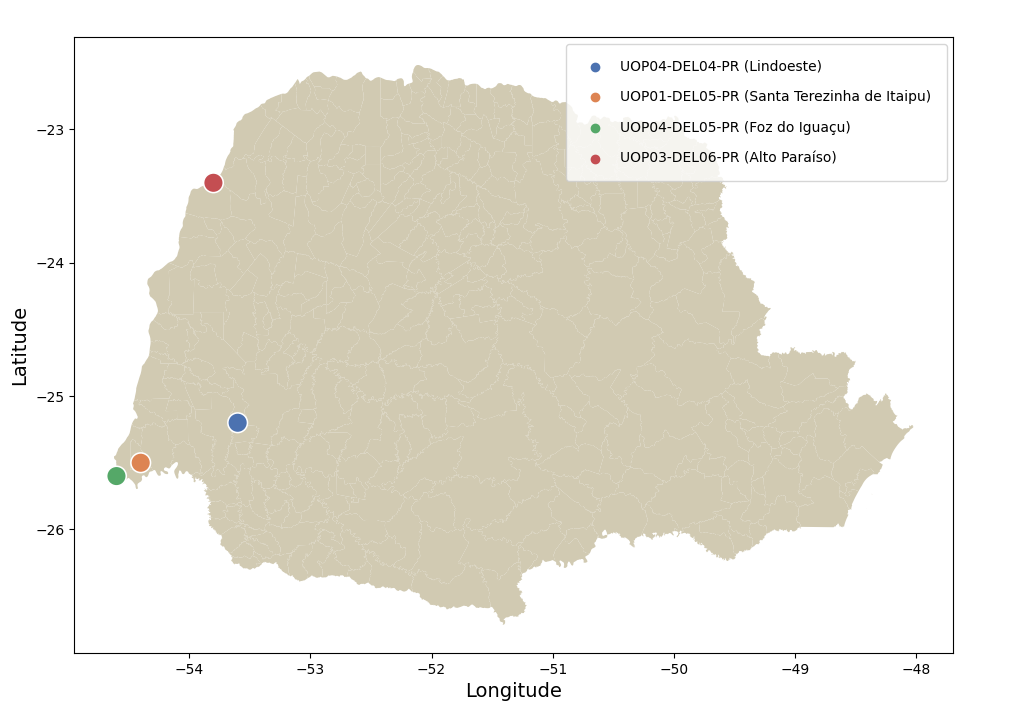 UOP04-DEL04-PR (Lindoeste)
UOP01-DEL05-PR (Santa Terezinha de Itaipu)
UOP04-DEL05-PR (Foz do Iguaçu)
UOP03-DEL06-PR (Alto Paraíso)
Latitude
−23
−24
−25
−26
−54
−53
−52
−51
−50
−49
−48
Longitude